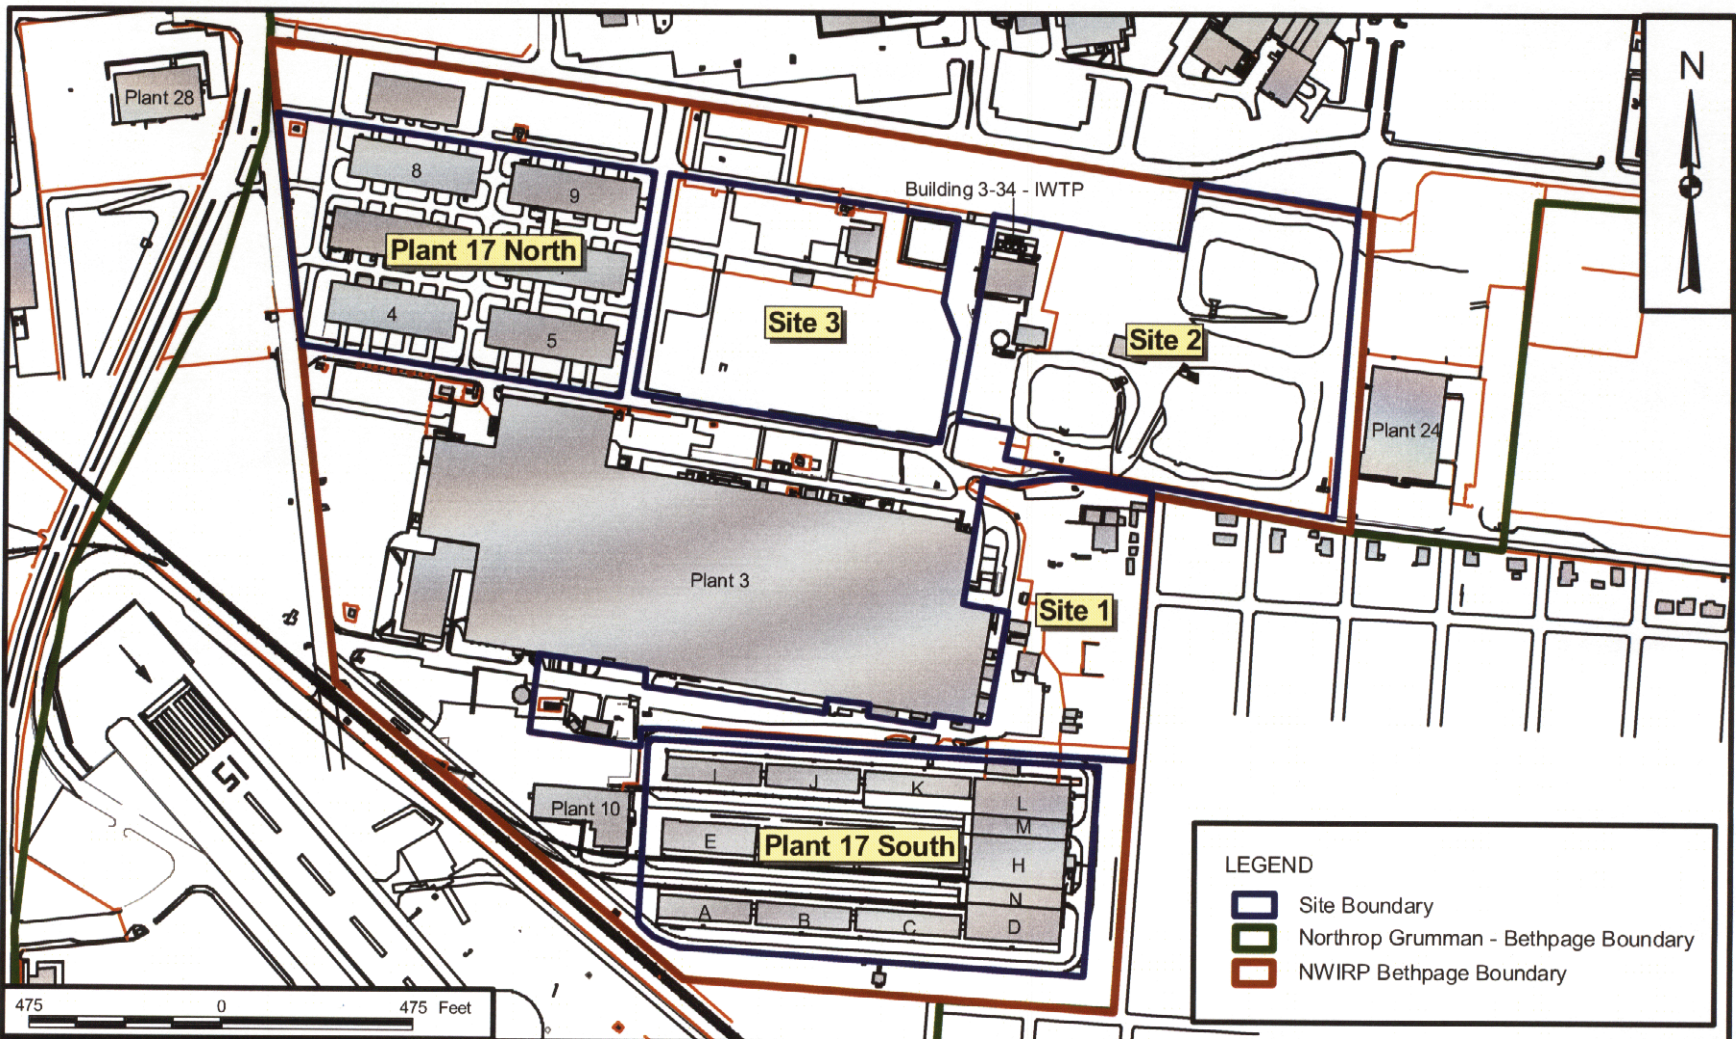 N
Plant 28
8
9
Building 3-34 - IWTP
Plant 17 North
4
5
Site 3
Site 2
Plant 24
Plant 3
Site 1
I
J
K
L
M
Plant 10
E
Plant 17 South
H
N
A
B
C
D
LEGEND
Site Boundary
Northrop Grumman - Bethpage Boundary
NWIRP Bethpage Boundary
475 0 475 Feet